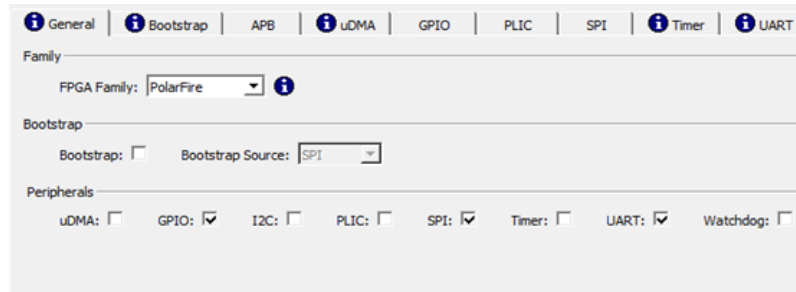 General Bootstrap APB uDMA GPIO PLIC SPI Timer UART
Family
FPGA Family: PolarFire
Bootstrap
Bootstrap: Bootstrap Source: SPI
Peripherals
uDMA: GPIO: I2C: PLIC: SPI: Timer: UART: Watchdog: